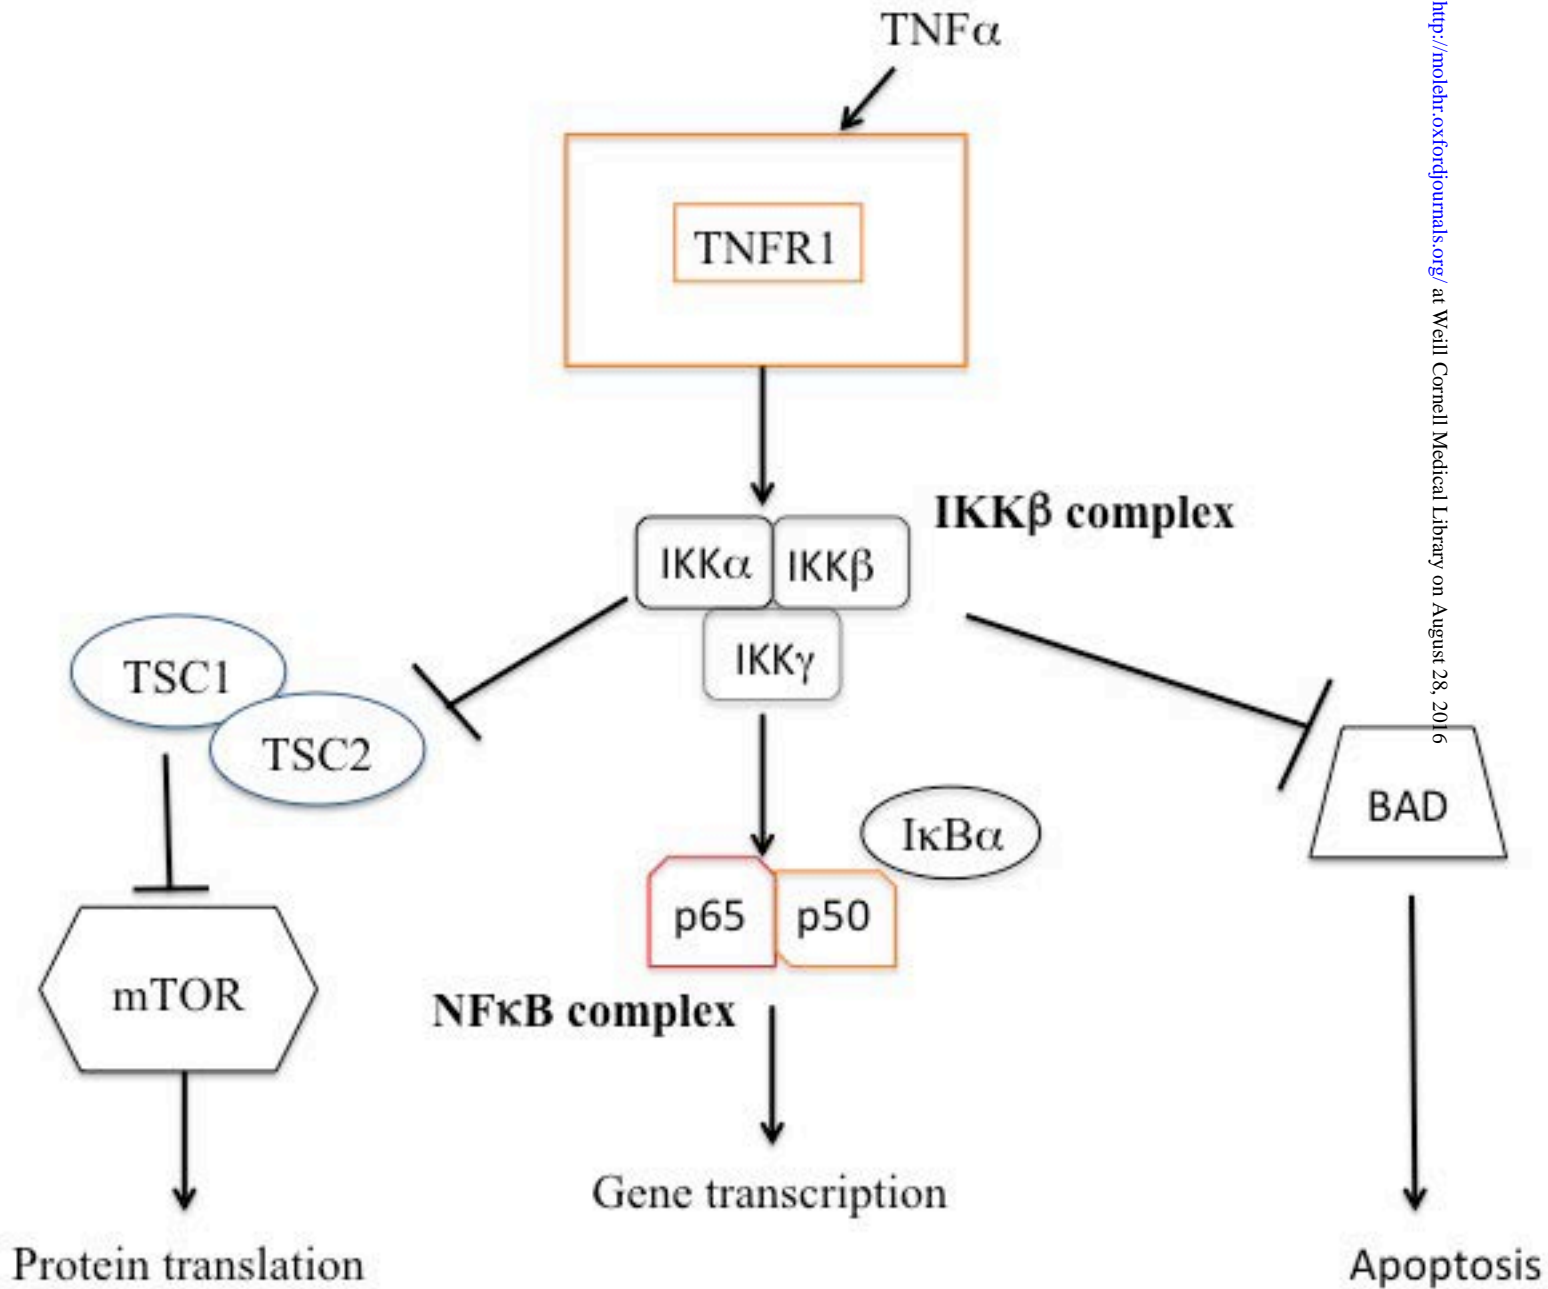 TNFα
TNFR1
IKKβ complex
IKKα
IKKβ
IKKγ
TSC1
TSC2
IκBα
BAD
p65
p50
mTOR
NFκB complex
Gene transcription
Protein translation
Apoptosis
http://molehr.oxfordjournals.org/ at Weill Cornell Medical Library on August 28, 2016